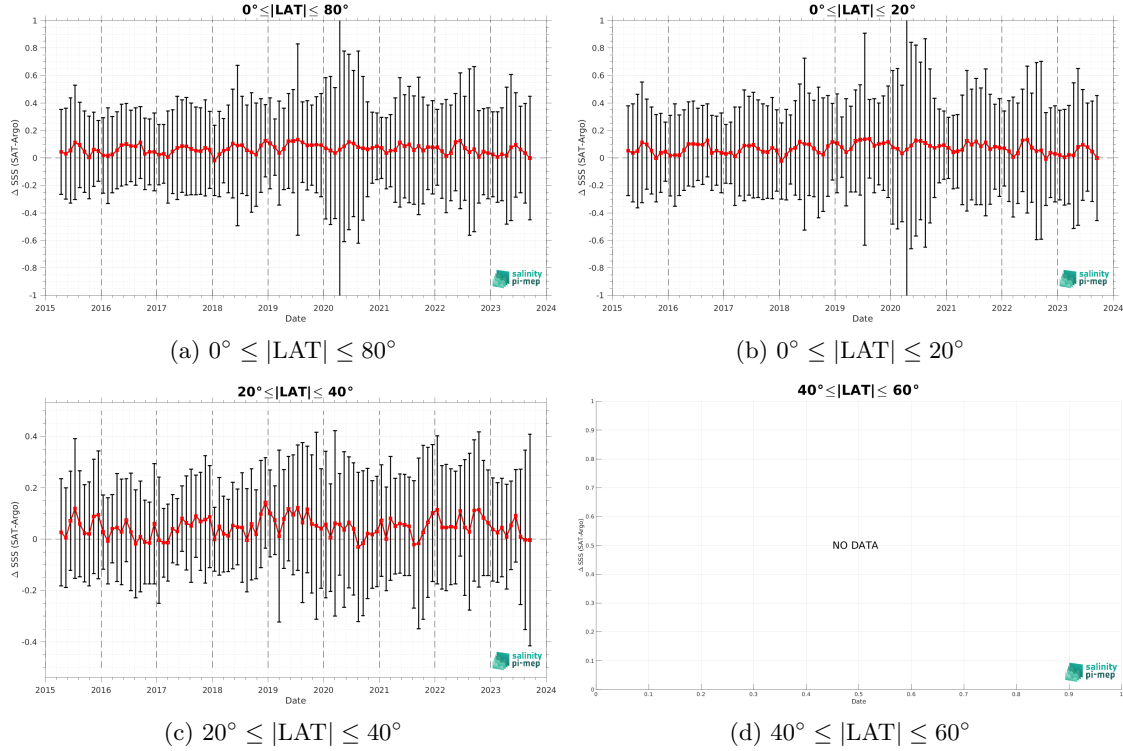 0°≤|LAT|≤ 80°
Δ SSS (SAT-Argo)
1
0.8
0.6
0.4
0.2
0
-0.2
-0.4
-0.6
-0.8
-1
2015 2016 2017 2018 2019 2020 2021 2022 2023 2024
Date
salinity
pi-mep
(a) 0° ≤ |LAT| ≤ 80°
0°≤|LAT|≤ 20°
Δ SSS (SAT-Argo)
1
0.8
0.6
0.4
0.2
0
-0.2
-0.4
-0.6
-0.8
-1
2015 2016 2017 2018 2019 2020 2021 2022 2023 2024
Date
salinity
pi-mep
(b) 0° ≤ |LAT| ≤ 20°
20°≤|LAT|≤ 40°
Δ SSS (SAT-Argo)
0.4
0.2
0
-0.2
-0.4
2015 2016 2017 2018 2019 2020 2021 2022 2023 2024
Date
salinity
pi-mep
(c) 20° ≤ |LAT| ≤ 40°
40°≤|LAT|≤ 60°
Δ SSS (SAT-Argo)
1
0.9
0.8
0.7
0.6
0.5
0.4
0.3
0.2
0.1
0
NO DATA
0 0.1 0.2 0.3 0.4 0.5 0.6 0.7 0.8 0.9 1
Date
salinity
pi-mep
(d) 40° ≤ |LAT| ≤ 60°